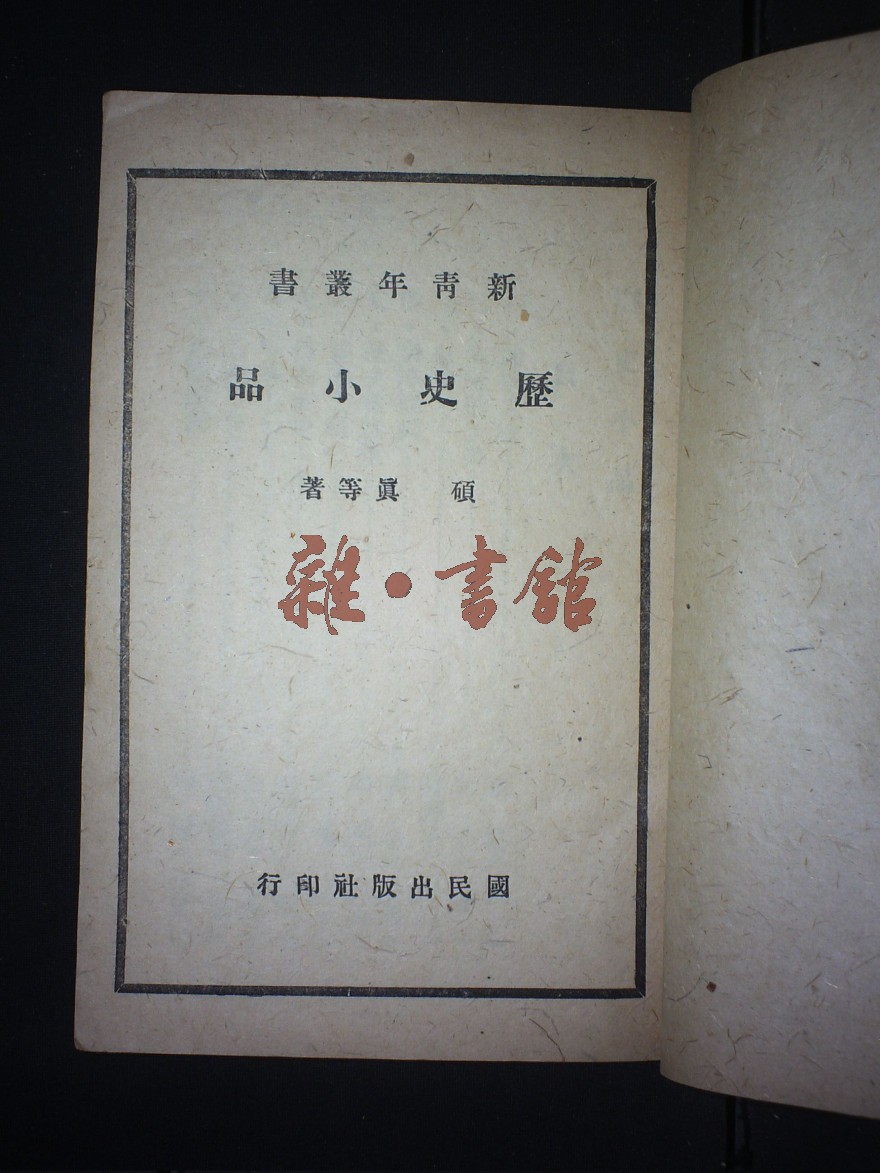 新青年叢書
歷史小品
碩真等著
雜·書館
國民出版社印行